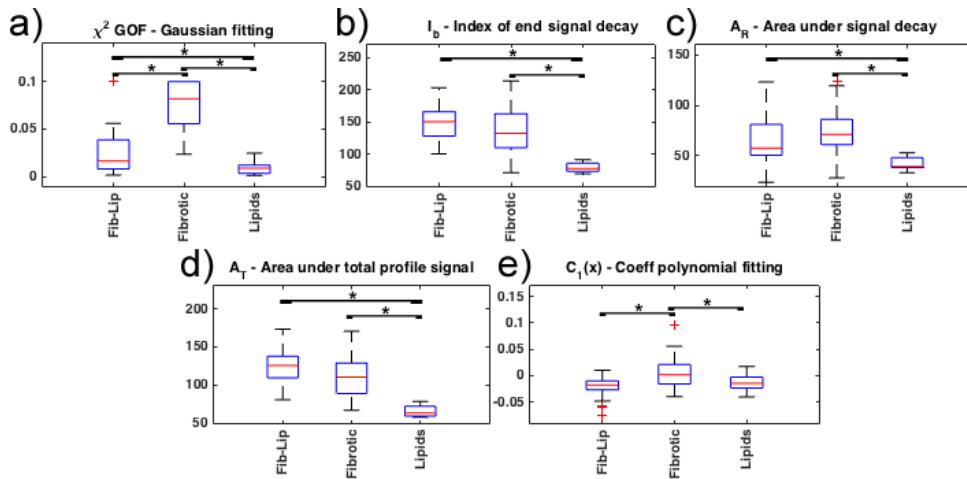 a)
χ² GOF - Gaussian fitting
0.1
0.05
0
*
*
*
Fib-Lip
Fibrotic
Lipids
b)
I_b - Index of end signal decay
250
200
150
100
50
*
*
Fib-Lip
Fibrotic
Lipids
c)
A_R - Area under signal decay
150
100
50
*
*
Fib-Lip
Fibrotic
Lipids
d)
A_T - Area under total profile signal
200
150
100
50
*
*
Fib-Lip
Fibrotic
Lipids
e)
C_1(x) - Coeff polynomial fitting
0.15
0.1
0.05
0
-0.05
*
*
Fib-Lip
Fibrotic
Lipids